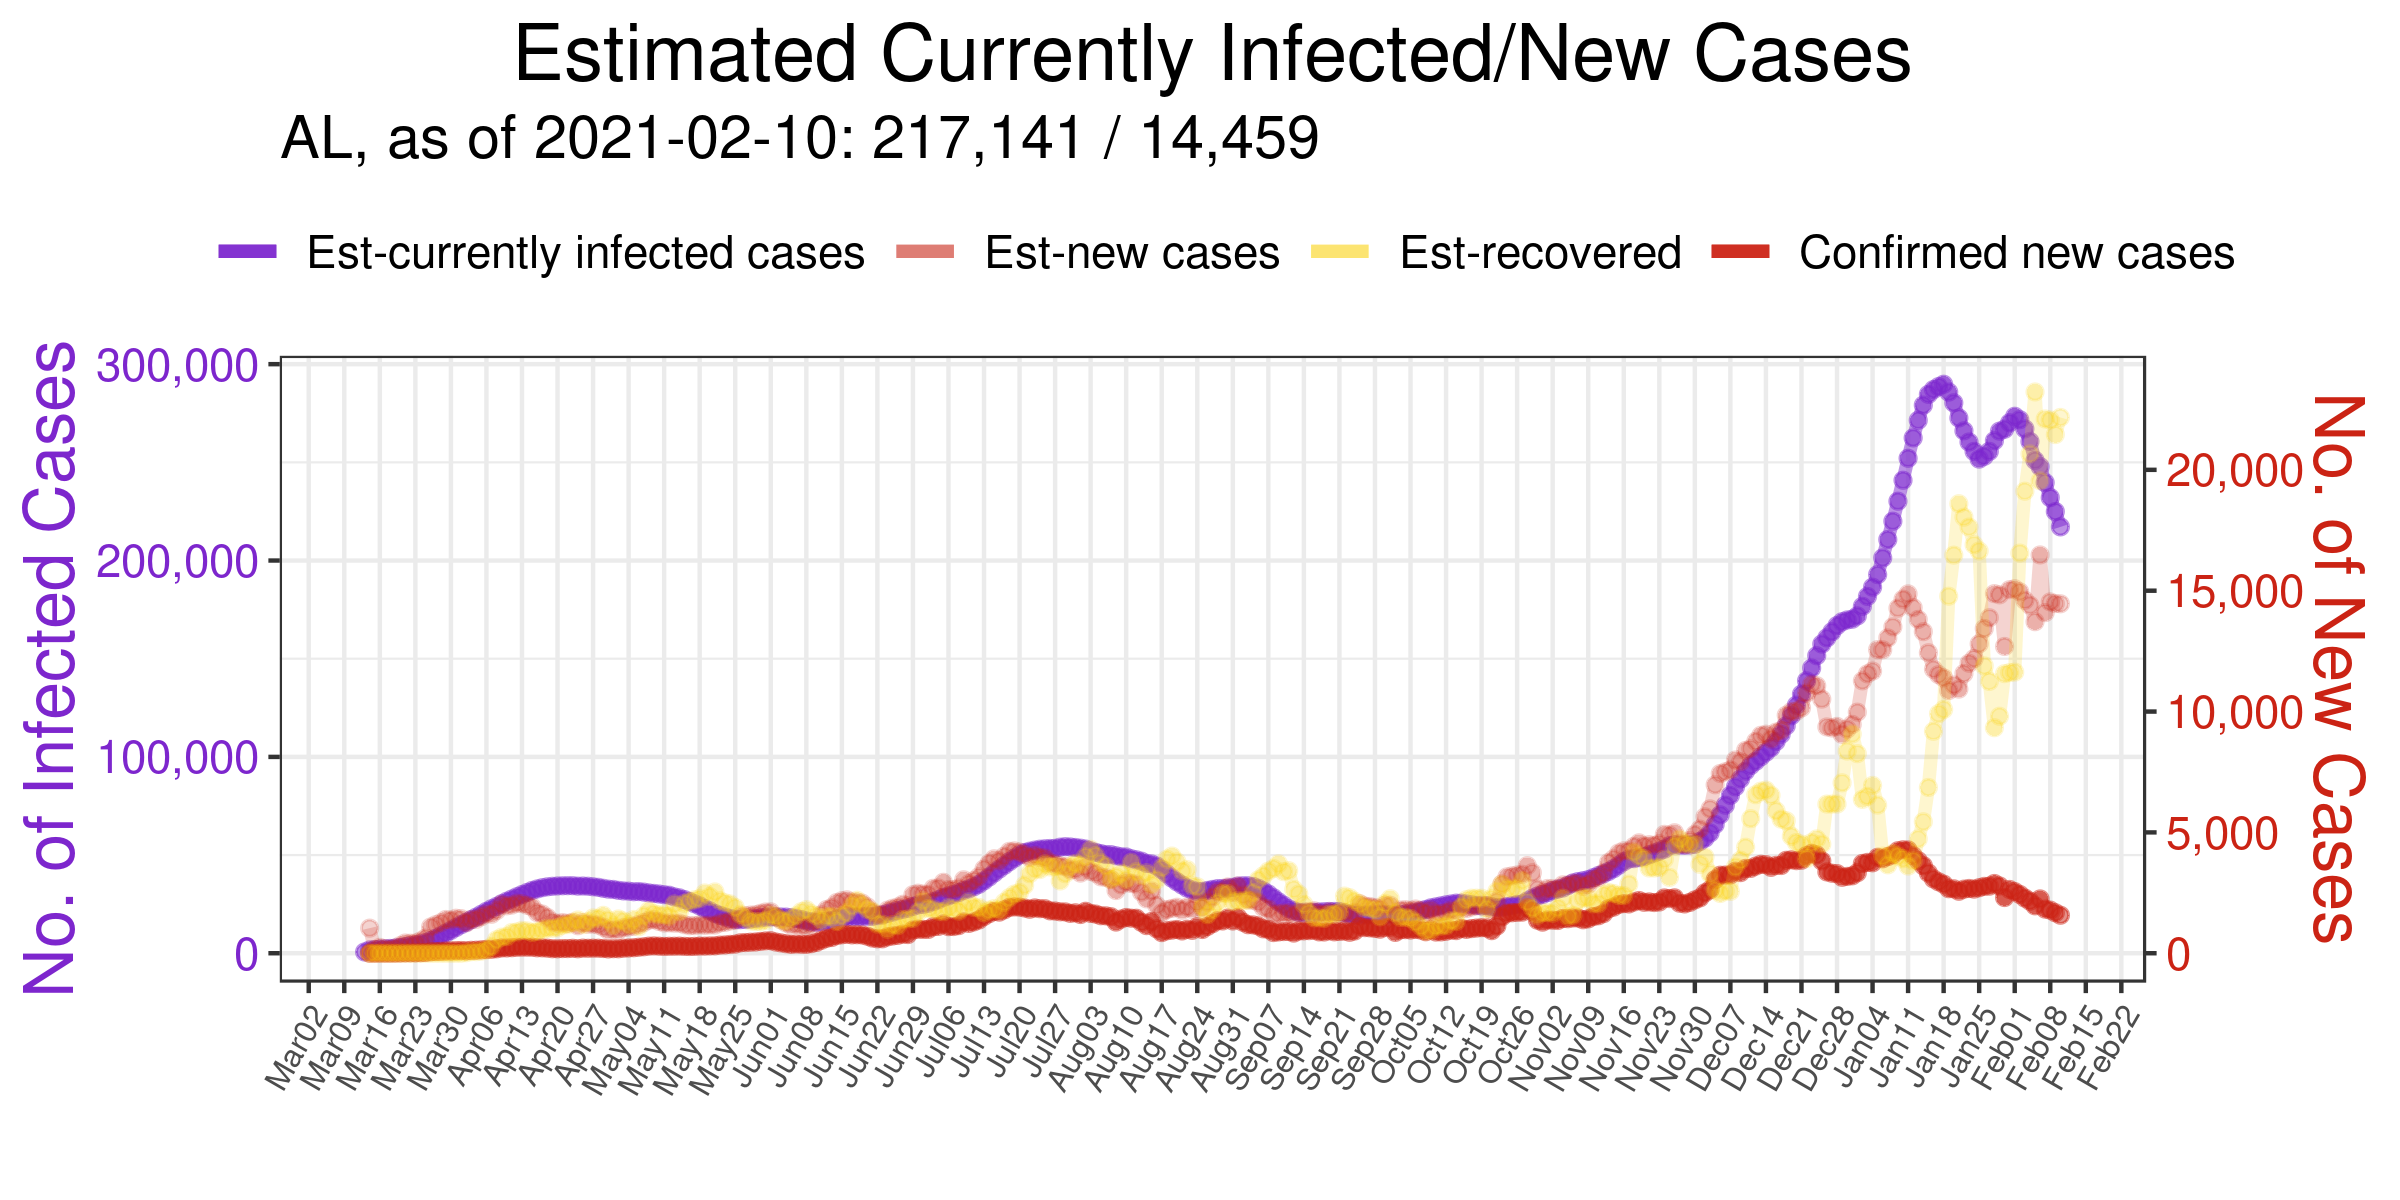 Estimated Currently Infected/New Cases
AL, as of 2021-02-10: 217,141 / 14,459
Est-currently infected cases
Est-new cases
Est-recovered
Confirmed new cases
No. of Infected Cases
300,000
200,000
100,000
0
20,000
15,000
10,000
5,000
0
No. of New Cases
Mar02
Mar09
Mar16
Mar23
Mar30
Apr06
Apr13
Apr20
Apr27
May04
May11
May18
May25
Jun01
Jun08
Jun15
Jun22
Jun29
Jul06
Jul13
Jul20
Jul27
Aug03
Aug10
Aug17
Aug24
Aug31
Sep07
Sep14
Sep21
Sep28
Oct05
Oct12
Oct19
Oct26
Nov02
Nov09
Nov16
Nov23
Nov30
Dec07
Dec14
Dec21
Dec28
Jan04
Jan11
Jan18
Jan25
Feb01
Feb08
Feb15
Feb22